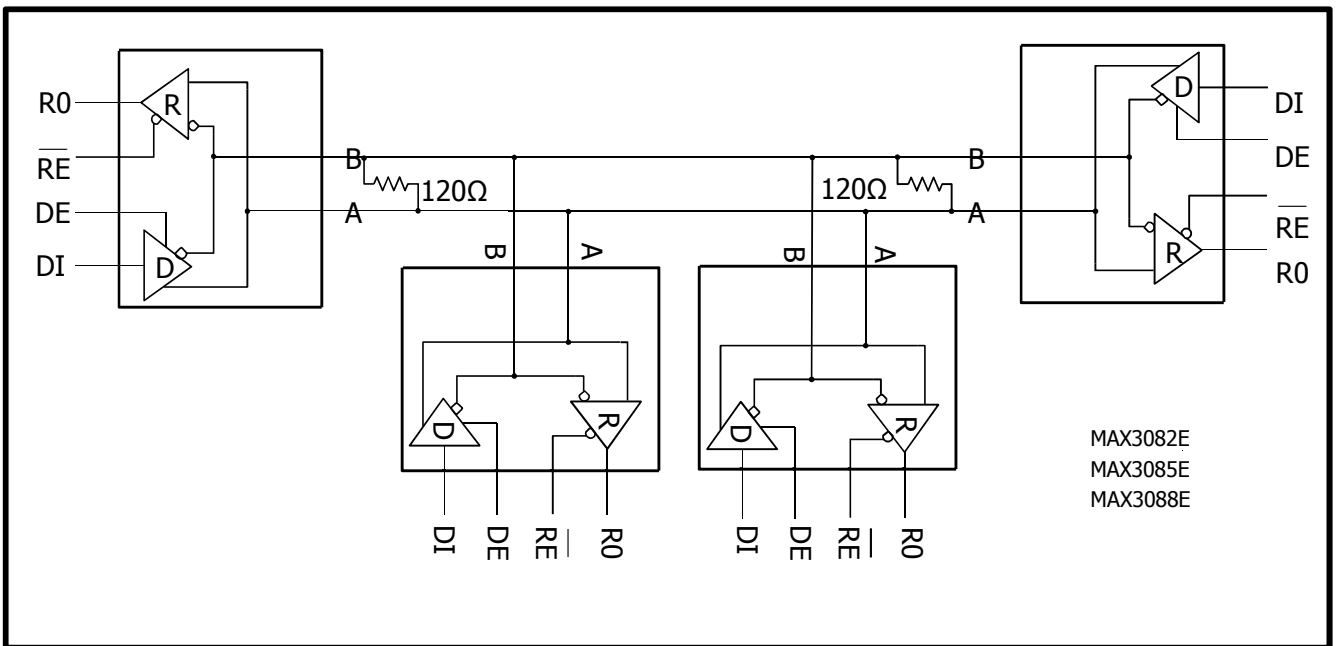 R0
RE
DE
DI
R
D
B
A
120Ω
120Ω
B
A
D
R
DI
DE
RE
R0
B
A
B
A
D
R
D
R
DI
DE
RE
R0
DI
DE
RE
R0
MAX3082E
MAX3085E
MAX3088E